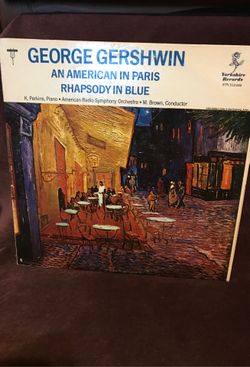 GEORGE GERSHWIN
AN AMERICAN IN PARIS
RHAPSODY IN BLUE
K. Perkins, Piano • American Radio Symphony Orchestra • M. Brown, Conductor
Yorkshire
Records